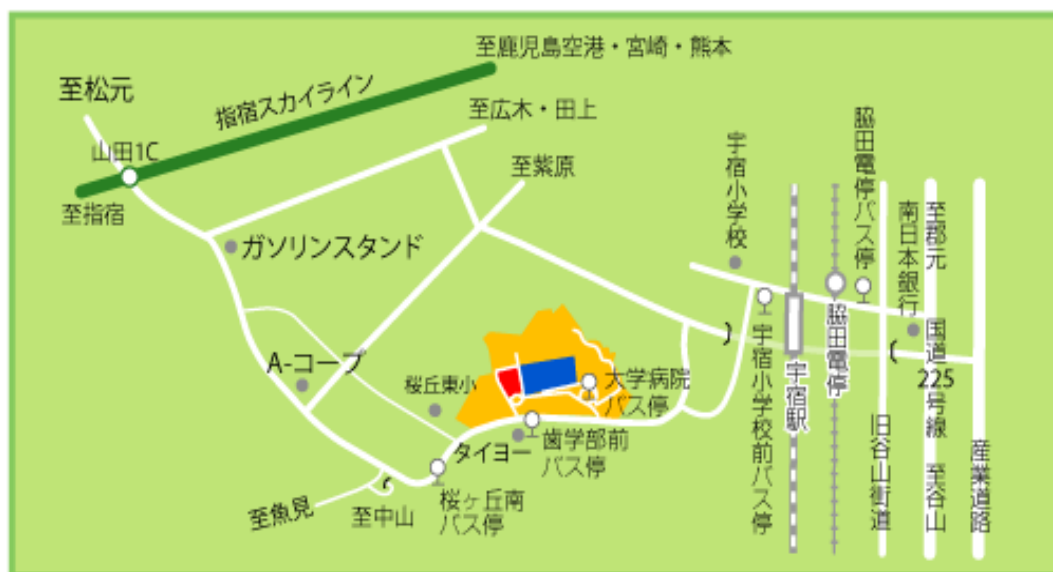 至鹿児島空港・宮崎・熊本
至松元
指宿スカイライン
至広木・田上
山田1C
至紫原
至指宿
ガソリンスタンド
宇宿小学校
脇田電停バス停
南日本銀行
至郡元
国道
225
号線
至谷山
A-コープ
桜丘東小
大学病院
バス停
宇宿小学校前バス停
宇宿駅
脇田電停
旧谷山街道
産業道路
タイヨー
歯学部前
バス停
至魚見
至中山
桜ヶ丘南
バス停